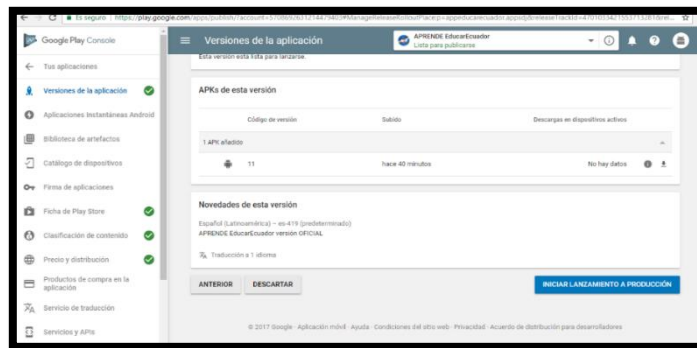 Es seguro
Google Play Console
Versiones de la aplicación
APRENDE EducarEcuador
Lista para publicarse
Tus aplicaciones
Versiones de la aplicación
Aplicaciones Instantáneas Android
Biblioteca de artefactos
Catálogo de dispositivos
Firma de aplicaciones
Ficha de Play Store
Clasificación de contenido
Precio y distribución
Productos de compra en la
aplicación
Servicio de traducción
Servicios y APIs
Esta versión está lista para lanzarse.
APKs de esta versión
Código de versión Subido Descargas en dispositivos activos
1 APK añadido
11 hace 40 minutos No hay datos
Novedades de esta versión
Español (Latinoamérica) – es-419 (predeterminado)
APRENDE EducarEcuador versión OFICIAL
Traducción a 1 idioma
ANTERIOR DESCARTAR INICIAR LANZAMIENTO A PRODUCCIÓN
© 2017 Google · Aplicación móvil · Ayuda · Condiciones del sitio web · Privacidad · Acuerdo de distribución para desarrolladores